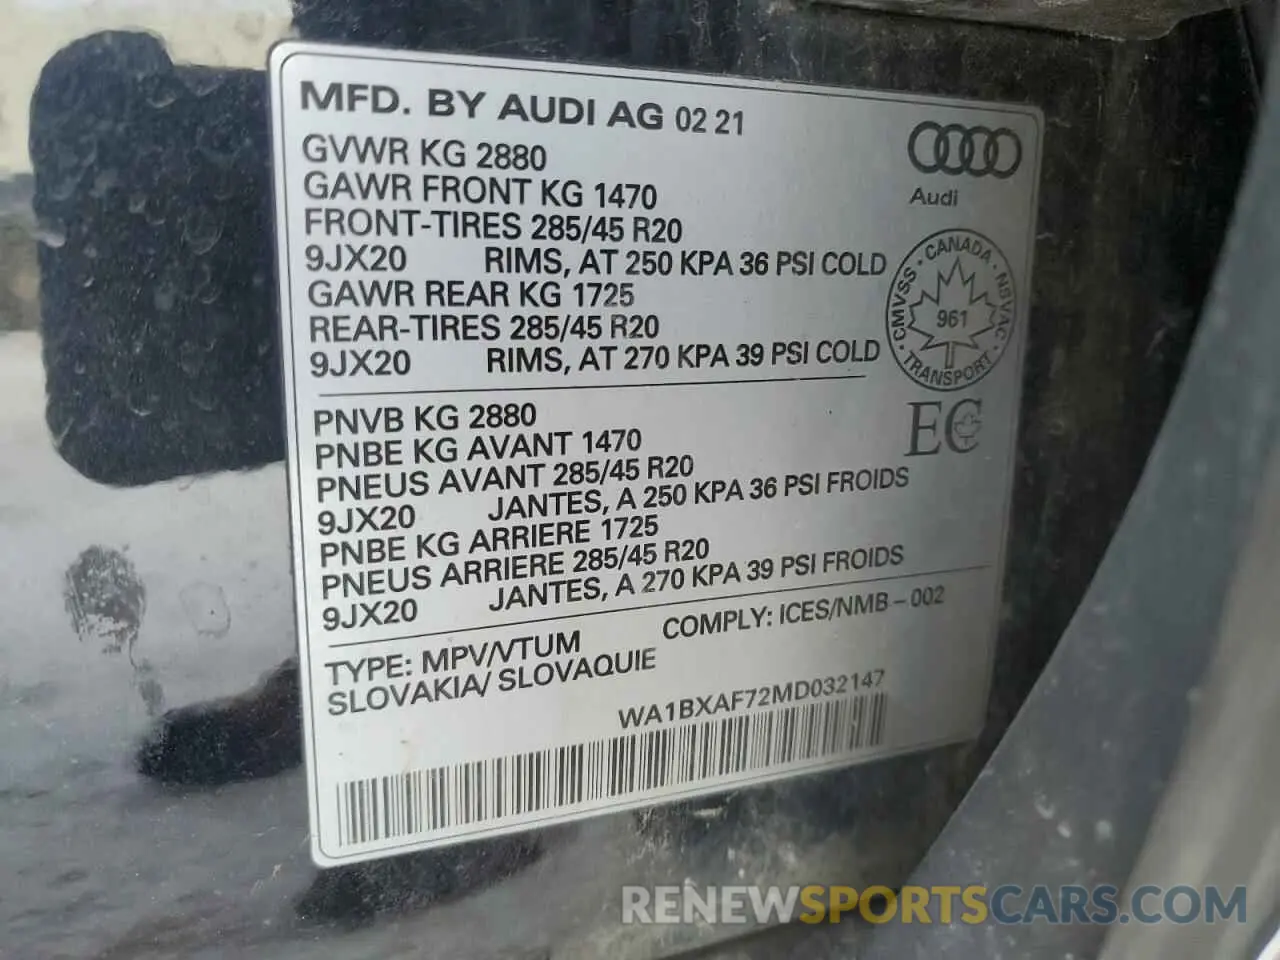 MFD. BY AUDI AG 02 21
GVWR KG 2880
GAWR FRONT KG 1470
FRONT-TIRES 285/45 R20
9JX20 RIMS, AT 250 KPA 36 PSI COLD
GAWR REAR KG 1725
REAR-TIRES 285/45 R20
9JX20 RIMS, AT 270 KPA 39 PSI COLD
Audi
CMVSS · CANADA · NSVAC · TRANSPORT ·
961
EC
PNVB KG 2880
PNBE KG AVANT 1470
PNEUS AVANT 285/45 R20
9JX20 JANTES, A 250 KPA 36 PSI FROIDS
PNBE KG ARRIERE 1725
PNEUS ARRIERE 285/45 R20
9JX20 JANTES, A 270 KPA 39 PSI FROIDS
TYPE: MPV/VTUM COMPLY: ICES/NMB-002
SLOVAKIA/ SLOVAQUIE
WA1BXAF72MD032147
RENEWSPORTSCARS.COM